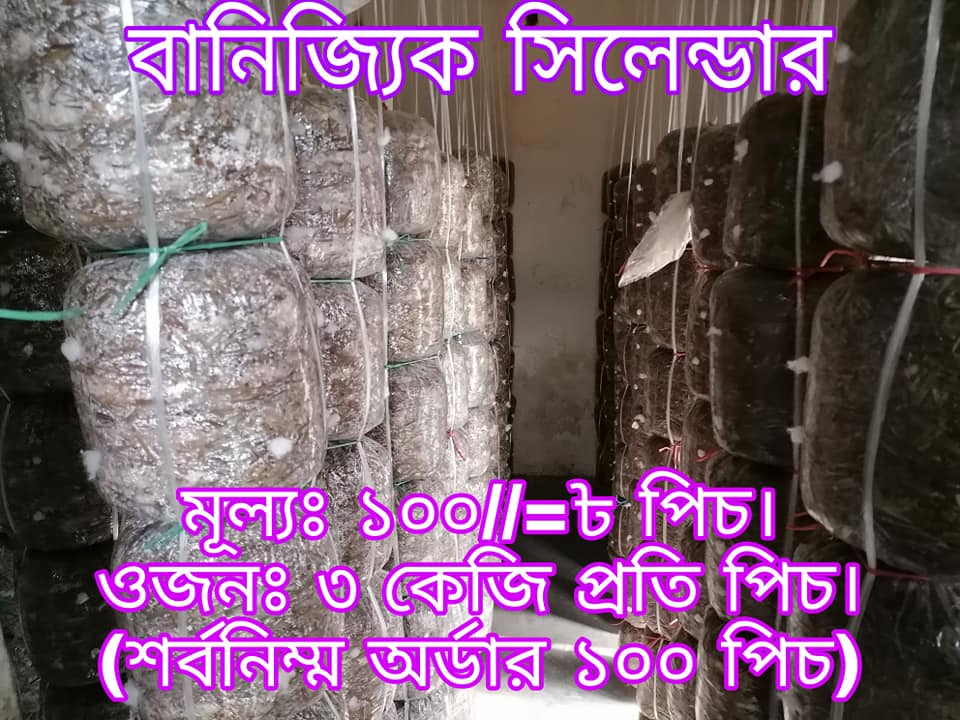 বানিজ্যিক সিলেন্ডার
মূল্যঃ ১০০//=৳ পিচ।
ওজনঃ ৩ কেজি প্রতি পিচ।
(শর্বনিম্ম অর্ডার ১০০ পিচ)